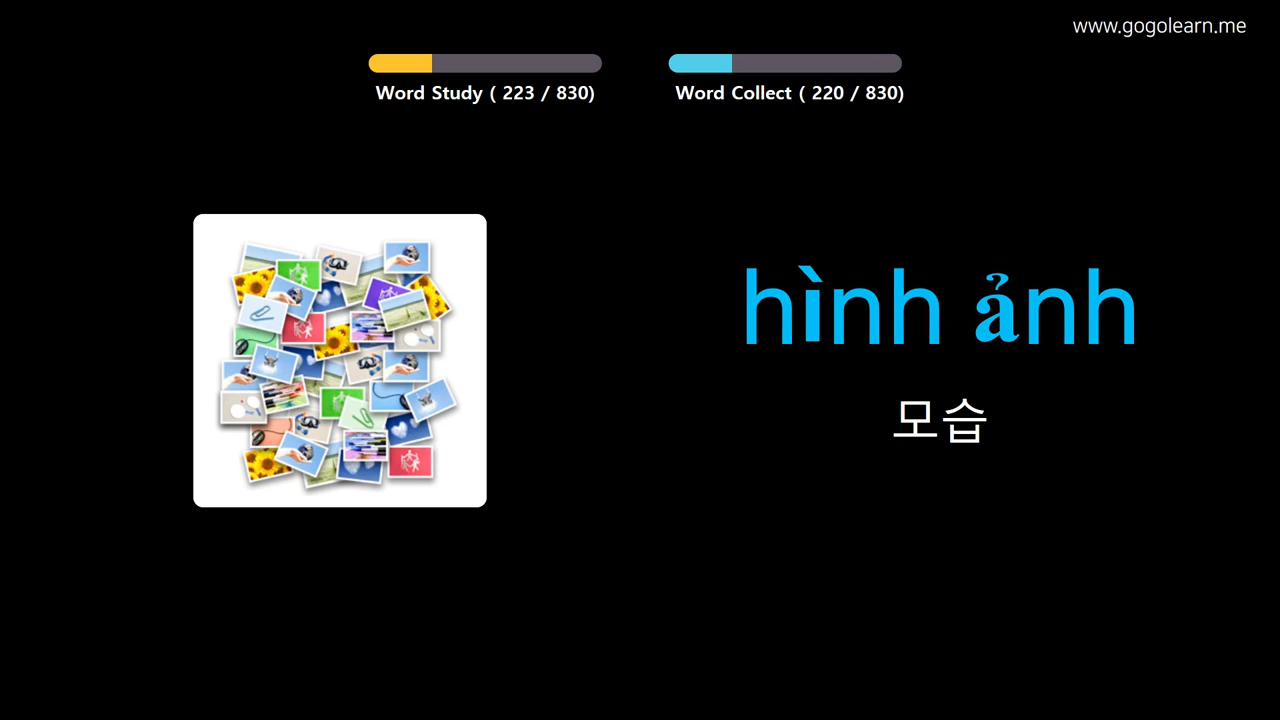 www.gogolearn.me
Word Study ( 223 / 830)
Word Collect ( 220 / 830)
hình ảnh
모습